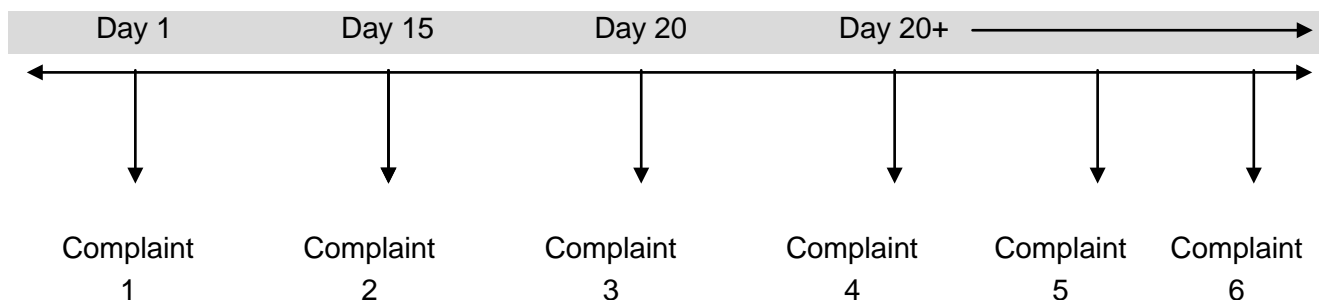 Day 1 Day 15 Day 20 Day 20+
Complaint Complaint Complaint Complaint Complaint Complaint
1 2 3 4 5 6